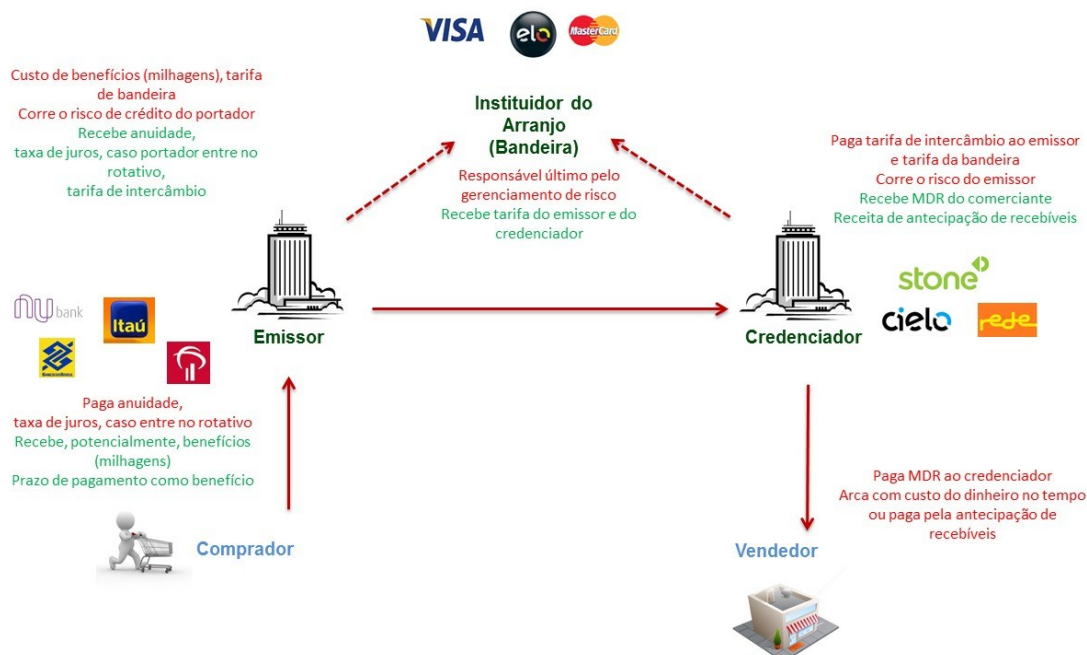 VISA
elo
MasterCard
Custo de benefícios (milhagens), tarifa
de bandeira
Corre o risco de crédito do portador
Recebe anuidade,
taxa de juros, caso portador entre no
rotativo,
tarifa de intercâmbio
Instituidor do
Arranjo
(Bandeira)
Responsável último pelo
gerenciamento de risco
Recebe tarifa do emissor e do
credenciador
Paga tarifa de intercâmbio ao emissor
e tarifa da bandeira
Corre o risco do emissor
Recebe MDR do comerciante
Receita de antecipação de recebíveis
nu bank
Itaú
Emissor
Credenciador
stone
cielo
rede
Paga anuidade,
taxa de juros, caso entre no rotativo
Recebe, potencialmente, benefícios
(milhagens)
Prazo de pagamento como benefício
Comprador
Paga MDR ao credenciador
Arca com custo do dinheiro no tempo
ou paga pela antecipação de
recebíveis
Vendedor